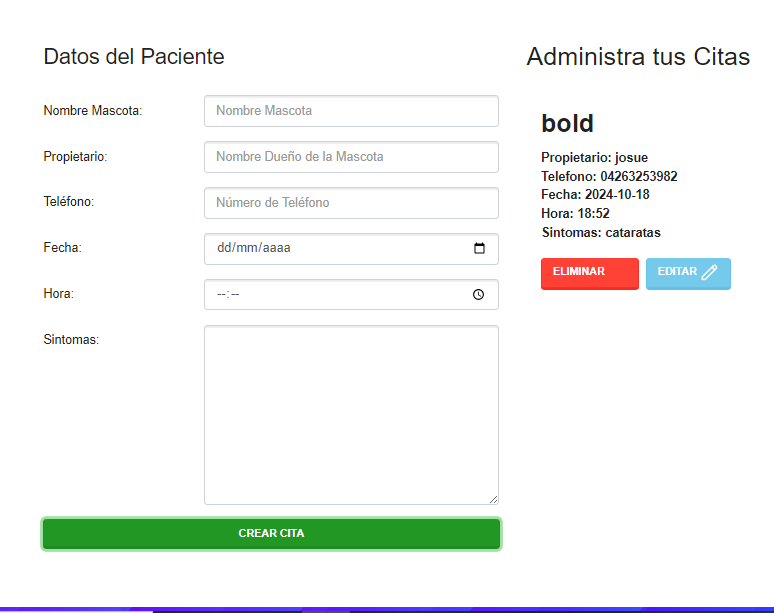 Datos del Paciente
Nombre Mascota:
Nombre Mascota
Propietario:
Nombre Dueño de la Mascota
Teléfono:
Número de Teléfono
Fecha:
dd/mm/aaaa
Hora:
--:--
Sintomas:
CREAR CITA
Administra tus Citas
bold
Propietario: josue
Telefono: 04263253982
Fecha: 2024-10-18
Hora: 18:52
Sintomas: cataratas
ELIMINAR
EDITAR